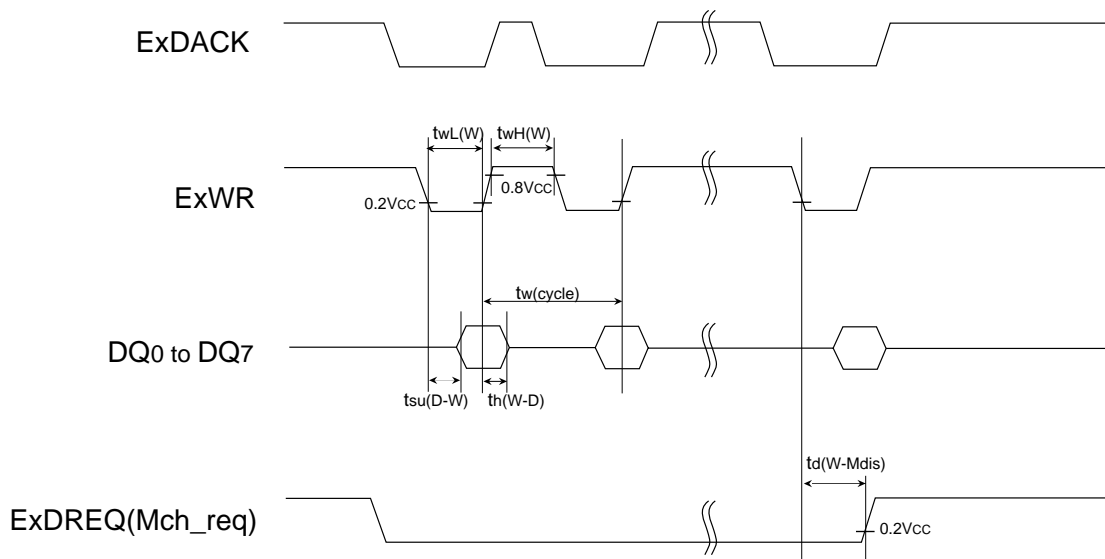 ExDACK
twL(W)
twH(W)
ExWR
0.2VCC
0.8VCC
tw(cycle)
DQ0 to DQ7
tsu(D-W)
th(W-D)
td(W-Mdis)
ExDREQ(Mch_req)
0.2VCC